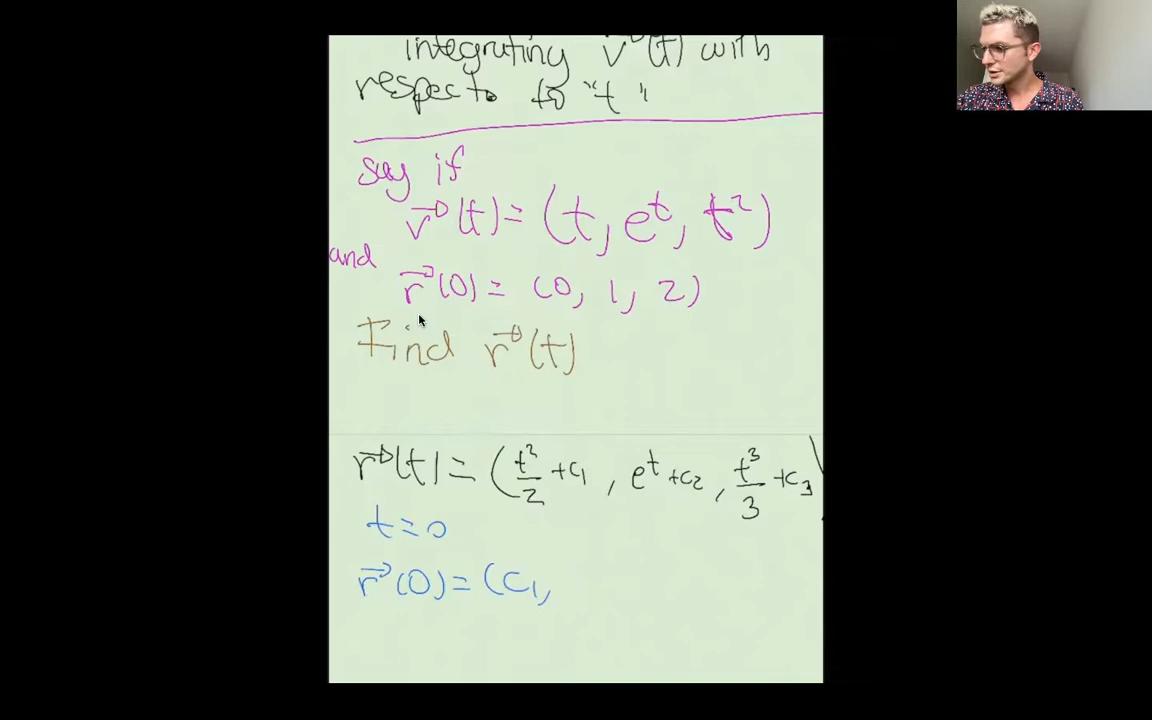 integrating v⃗(t) with
respect to "t"
say if
v⃗(t) = (t, e^t, t²)
and
r⃗(0) = (0, 1, 2)
Find r⃗(t)
r⃗(t) = (t²/2 + c₁, e^t + c₂, t³/3 + c₃)
t = 0
r⃗(0) = (c₁,